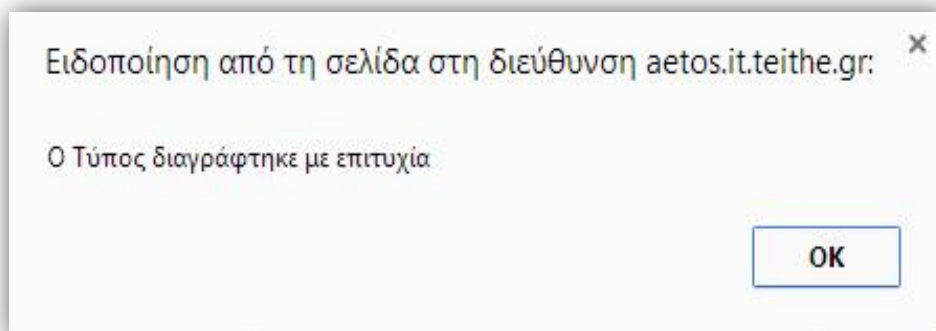 Ειδοποίηση από τη σελίδα στη διεύθυνση aetos.it.teithe.gr:
Ο Τύπος διαγράφτηκε με επιτυχία
OK